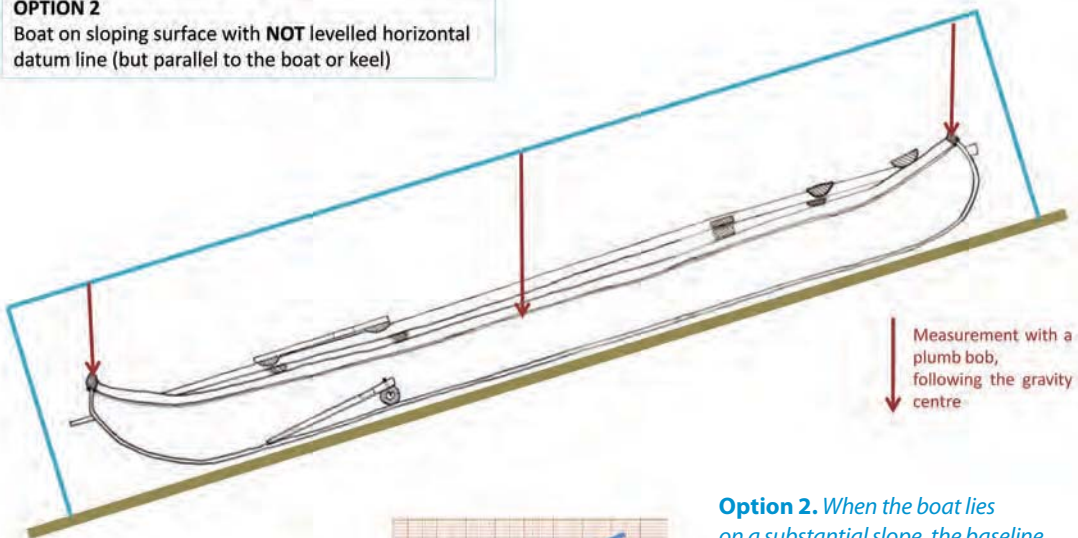 OPTION 2
Boat on sloping surface with NOT levelled horizontal
datum line (but parallel to the boat or keel)
Measurement with a
plumb bob,
following the gravity
centre
Option 2. When the boat lies
on a substantial slope, the baseline